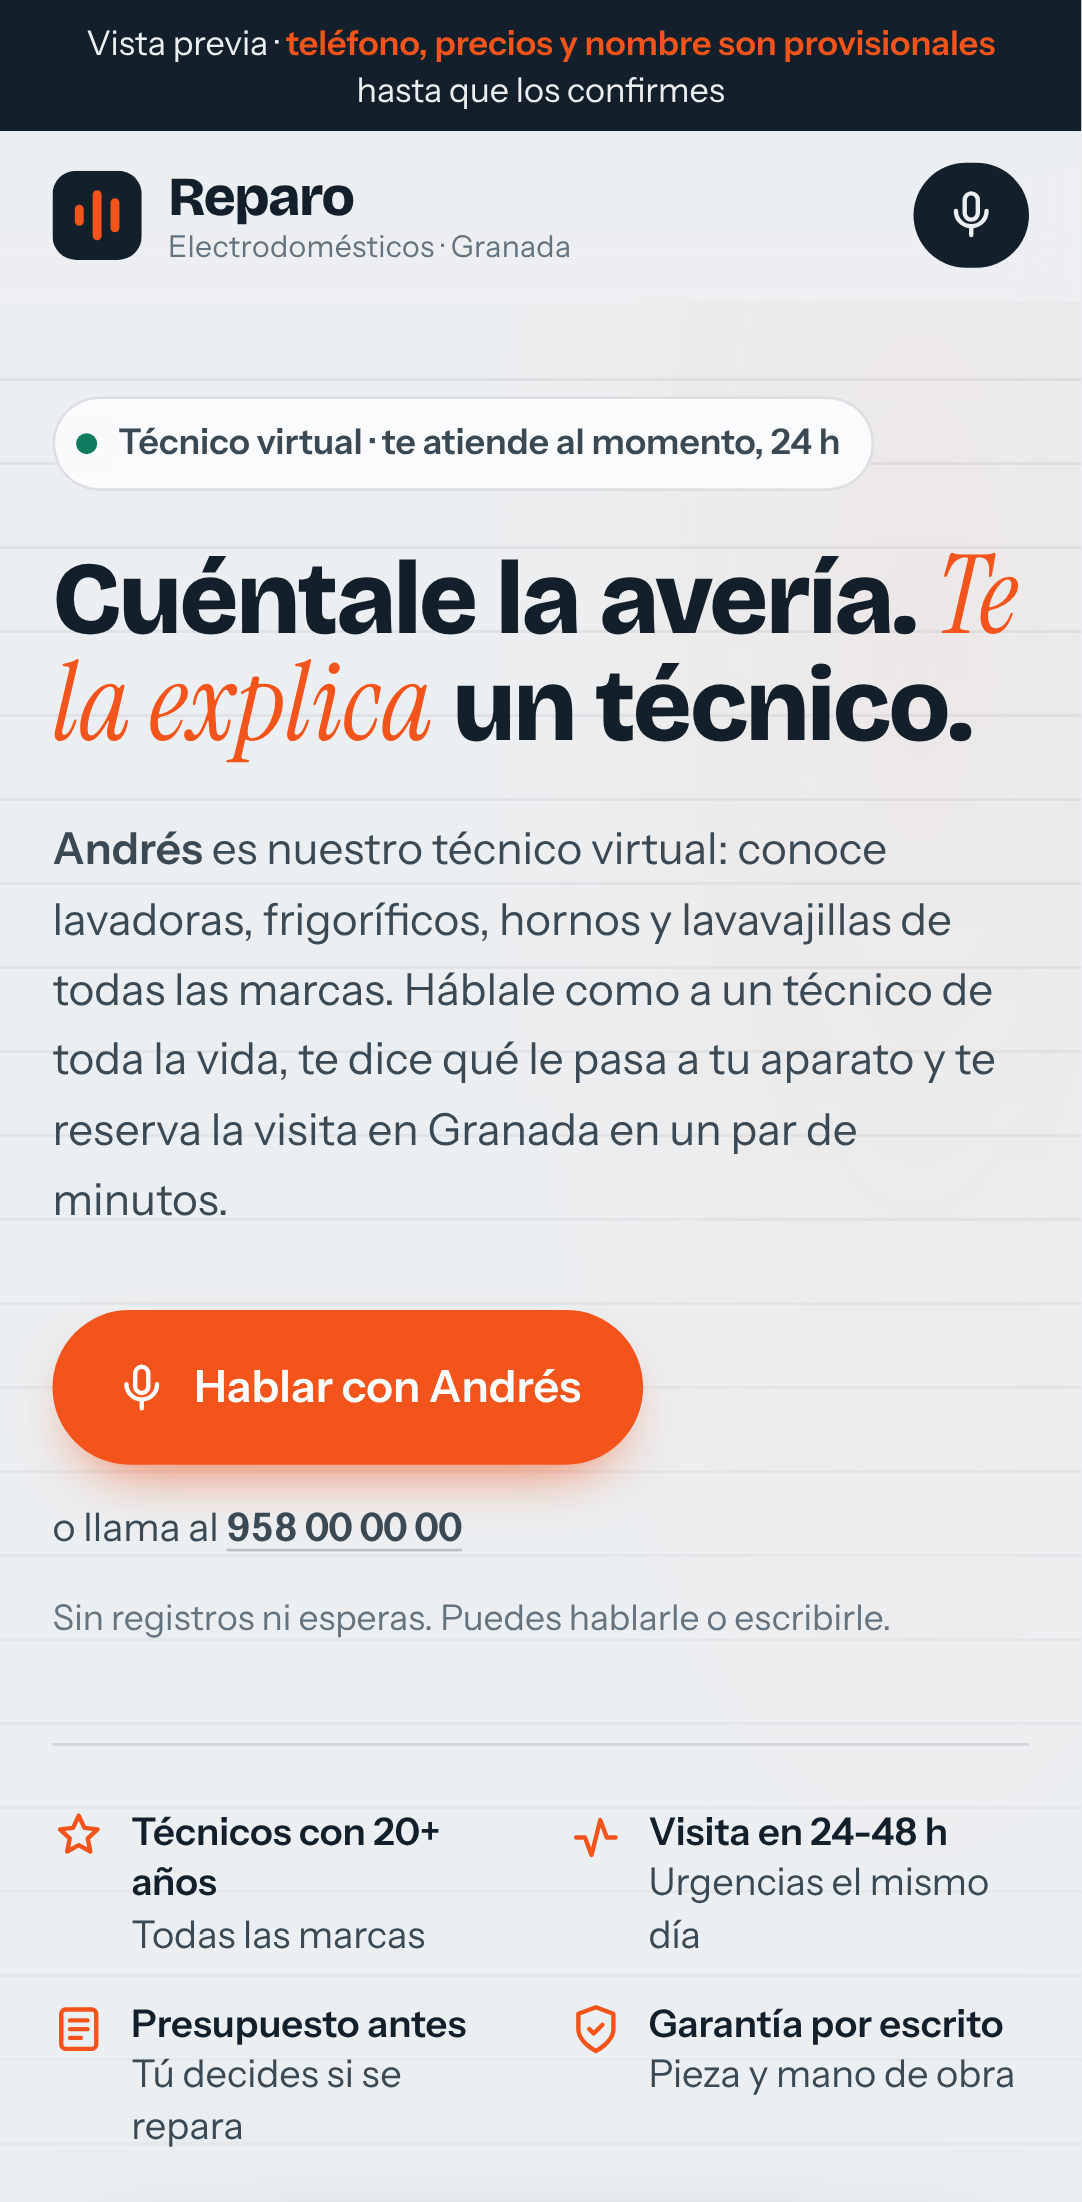 Vista previa · teléfono, precios y nombre son provisionales
hasta que los confirmes
Reparo
Electrodomésticos · Granada
Técnico virtual · te atiende al momento, 24 h
Cuéntale la avería. Te
la explica un técnico.
Andrés es nuestro técnico virtual: conoce
lavadoras, frigoríficos, hornos y lavavajillas de
todas las marcas. Háblale como a un técnico de
toda la vida, te dice qué le pasa a tu aparato y te
reserva la visita en Granada en un par de
minutos.
Hablar con Andrés
o llama al 958 00 00 00
Sin registros ni esperas. Puedes hablarle o escribirle.
Técnicos con 20+
años
Todas las marcas
Visita en 24-48 h
Urgencias el mismo
día
Presupuesto antes
Tú decides si se
repara
Garantía por escrito
Pieza y mano de obra